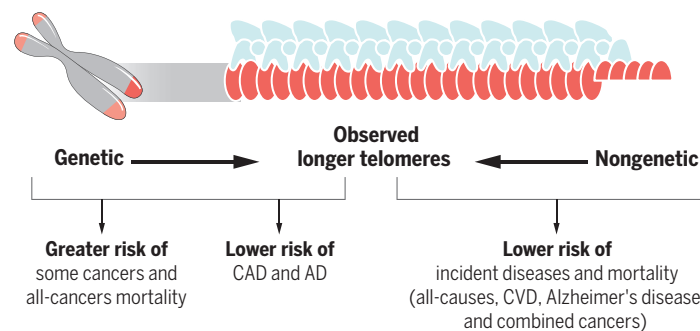 Observed
Genetic longer telomeres Nongenetic
Greater risk of
some cancers and
all-cancers mortality
Lower risk of
CAD and AD
Lower risk of
incident diseases and mortality
(all-causes, CVD, Alzheimer's disease
and combined cancers)